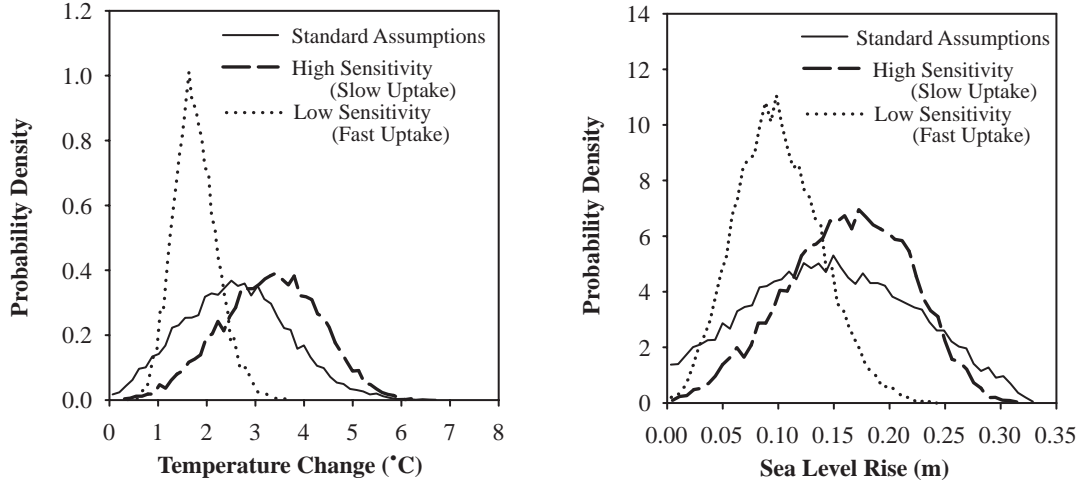 1.2
1.0
0.8
0.6
0.4
0.2
0.0
Probability Density
Standard Assumptions
High Sensitivity
(Slow Uptake)
Low Sensitivity
(Fast Uptake)
0 1 2 3 4 5 6 7 8
Temperature Change (°C)
14
12
10
8
6
4
2
0
Probability Density
Standard Assumptions
High Sensitivity
(Slow Uptake)
Low Sensitivity
(Fast Uptake)
0.00 0.05 0.10 0.15 0.20 0.25 0.30 0.35
Sea Level Rise (m)